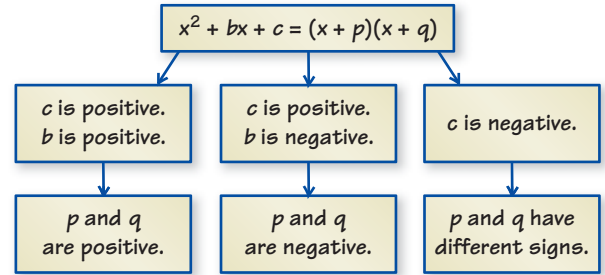 x² + bx + c = (x + p)(x + q)
c is positive.
b is positive.
c is positive.
b is negative.
c is negative.
p and q
are positive.
p and q
are negative.
p and q have
different signs.